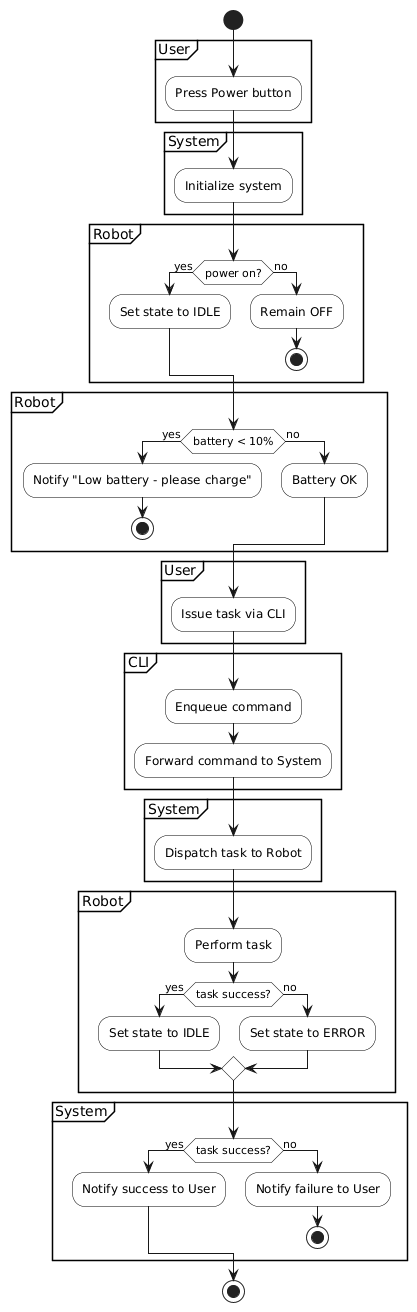 User
Press Power button
System
Initialize system
Robot
power on?
yes
no
Set state to IDLE
Remain OFF
Robot
battery < 10%
yes
no
Notify "Low battery - please charge"
Battery OK
User
Issue task via CLI
CLI
Enqueue command
Forward command to System
System
Dispatch task to Robot
Robot
Perform task
task success?
yes
no
Set state to IDLE
Set state to ERROR
System
task success?
yes
no
Notify success to User
Notify failure to User